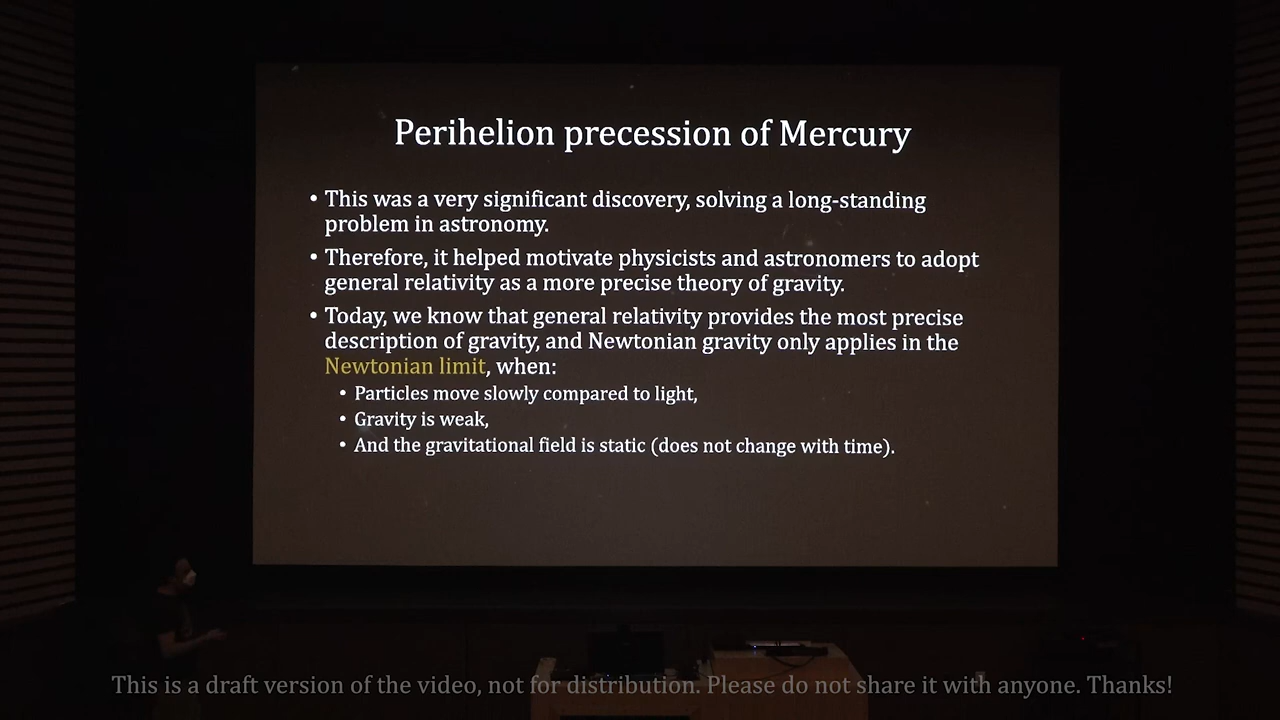 Perihelion precession of Mercury
• This was a very significant discovery, solving a long-standing
problem in astronomy.
• Therefore, it helped motivate physicists and astronomers to adopt
general relativity as a more precise theory of gravity.
• Today, we know that general relativity provides the most precise
description of gravity, and Newtonian gravity only applies in the
Newtonian limit, when:
• Particles move slowly compared to light,
• Gravity is weak,
• And the gravitational field is static (does not change with time).
This is a draft version of the video, not for distribution. Please do not share it with anyone. Thanks!